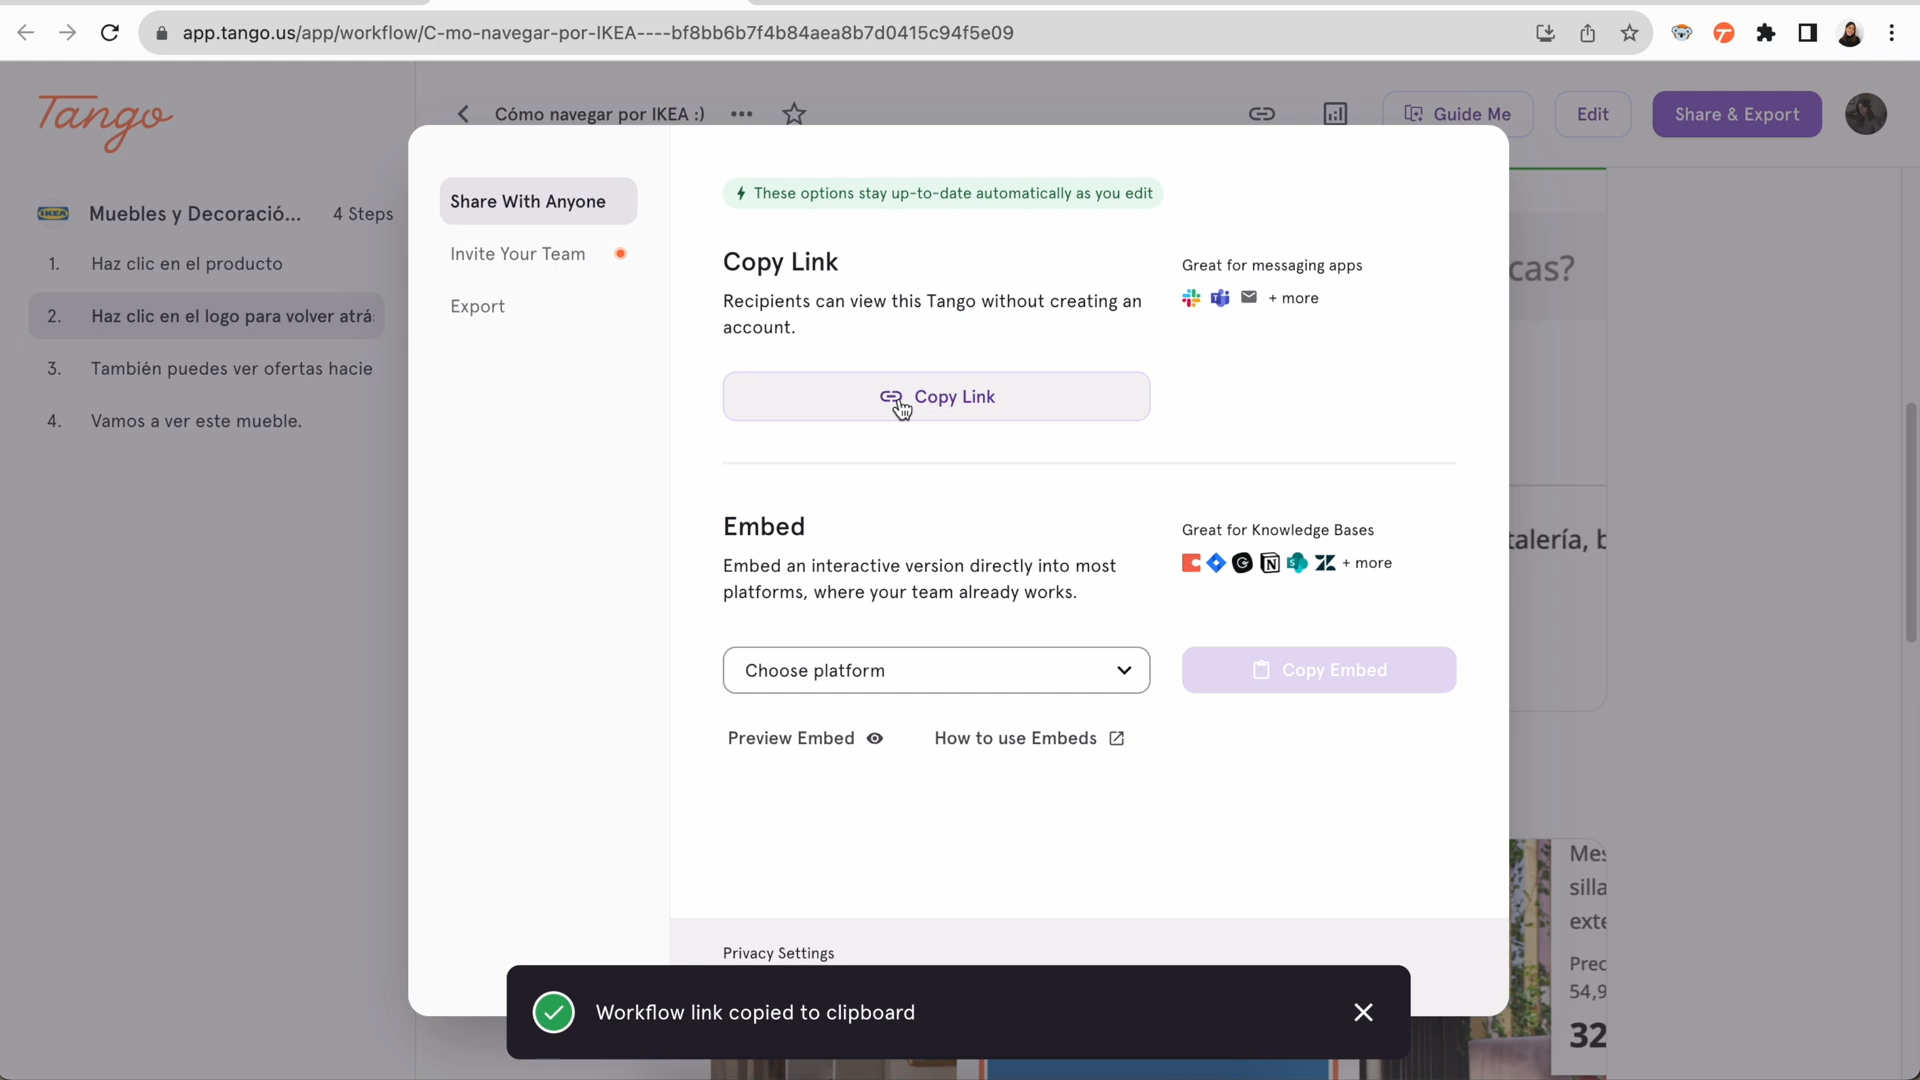 app.tango.us/app/workflow/C-mo-navegar-por-IKEA----bf8bb6b7f4b84aea8b7d0415c94f5e09
Tango
Cómo navegar por IKEA :)
Guide Me
Edit
Share & Export
IKEA
Muebles y Decoració...
4 Steps
1. Haz clic en el producto
2. Haz clic en el logo para volver atrá
3. También puedes ver ofertas hacie
4. Vamos a ver este mueble.
Share With Anyone
Invite Your Team
Export
These options stay up-to-date automatically as you edit
Copy Link
Recipients can view this Tango without creating an
account.
Great for messaging apps
+ more
Copy Link
Embed
Embed an interactive version directly into most
platforms, where your team already works.
Great for Knowledge Bases
+ more
Choose platform
Copy Embed
Preview Embed
How to use Embeds
Privacy Settings
Workflow link copied to clipboard
cas?
talería, b
Mes
silla
exte
Prec
54,9
32